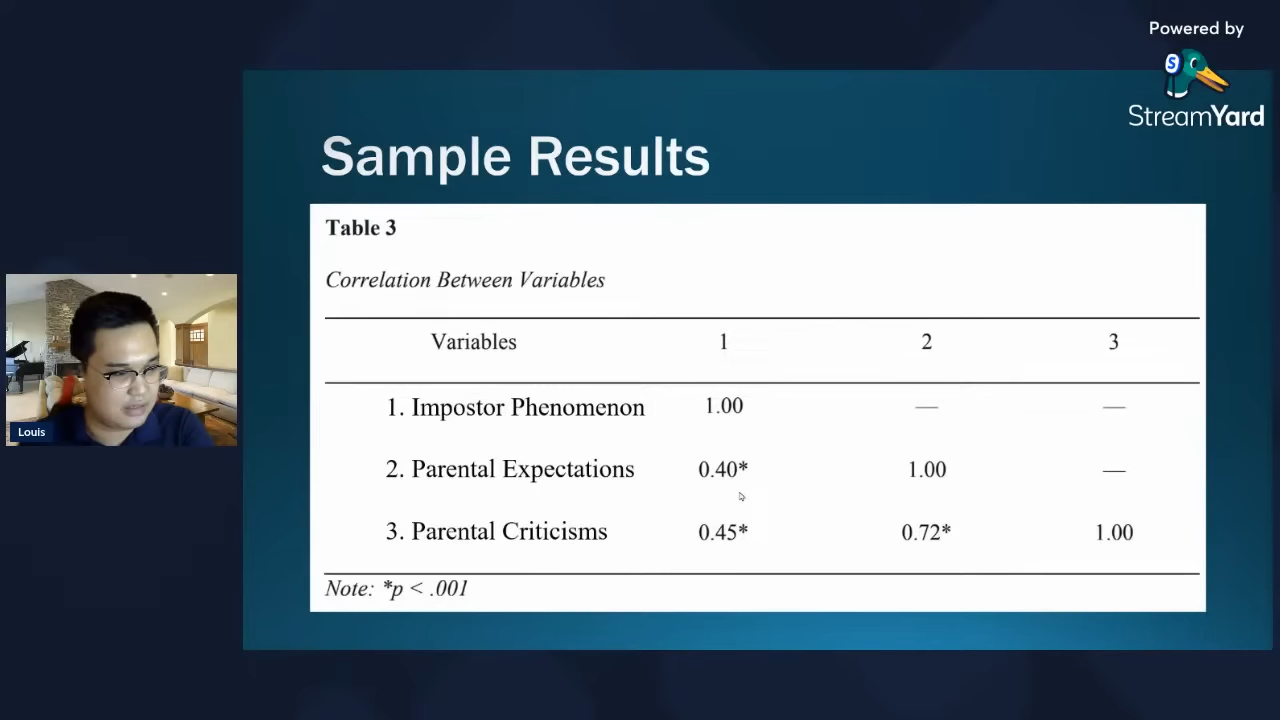 Powered by
StreamYard
Sample Results
Table 3
Correlation Between Variables
Variables 1 2 3
1. Impostor Phenomenon 1.00 — —
2. Parental Expectations 0.40* 1.00 —
3. Parental Criticisms 0.45* 0.72* 1.00
Note: *p < .001
Louis